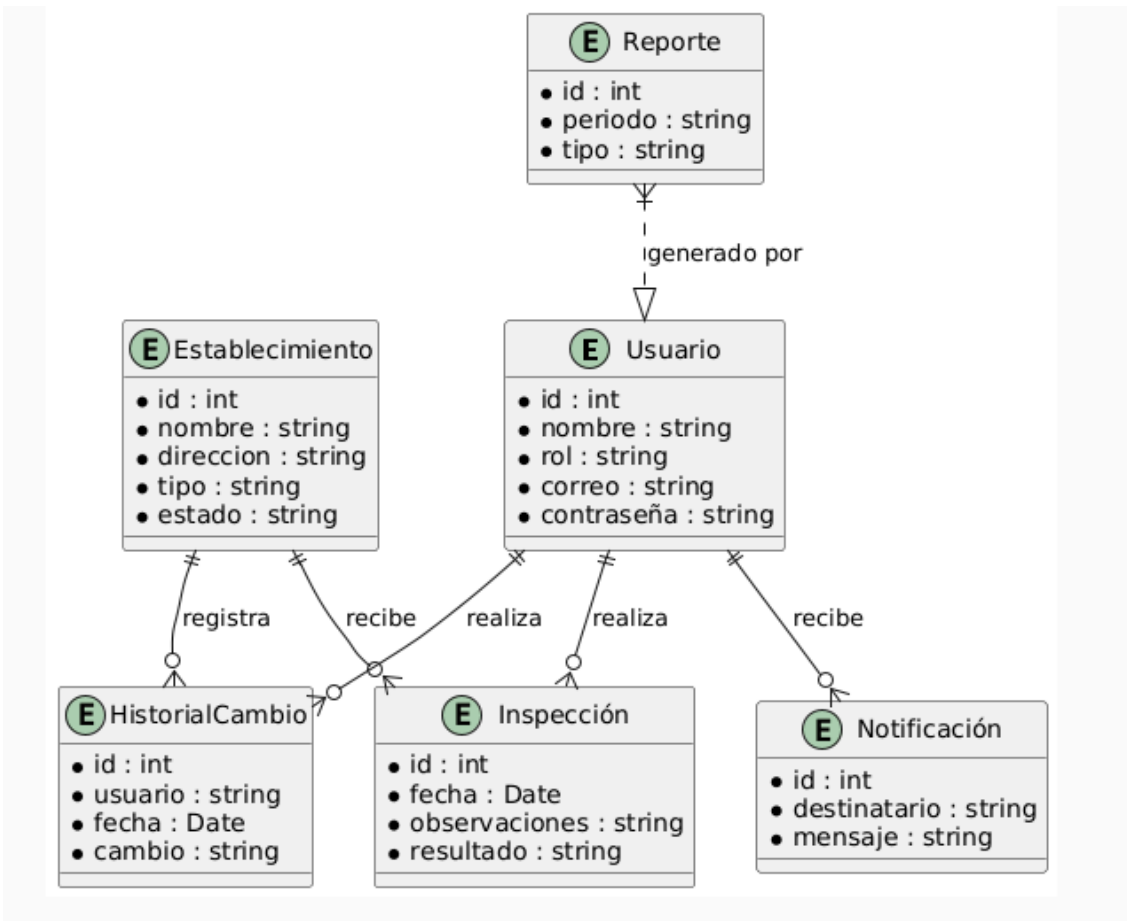 E Reporte
id : int
periodo : string
tipo : string
generado por
E Establecimiento
id : int
nombre : string
direccion : string
tipo : string
estado : string
E Usuario
id : int
nombre : string
rol : string
correo : string
contraseña : string
registra
recibe
realiza
realiza
recibe
E HistorialCambio
id : int
usuario : string
fecha : Date
cambio : string
E Inspección
id : int
fecha : Date
observaciones : string
resultado : string
E Notificación
id : int
destinatario : string
mensaje : string